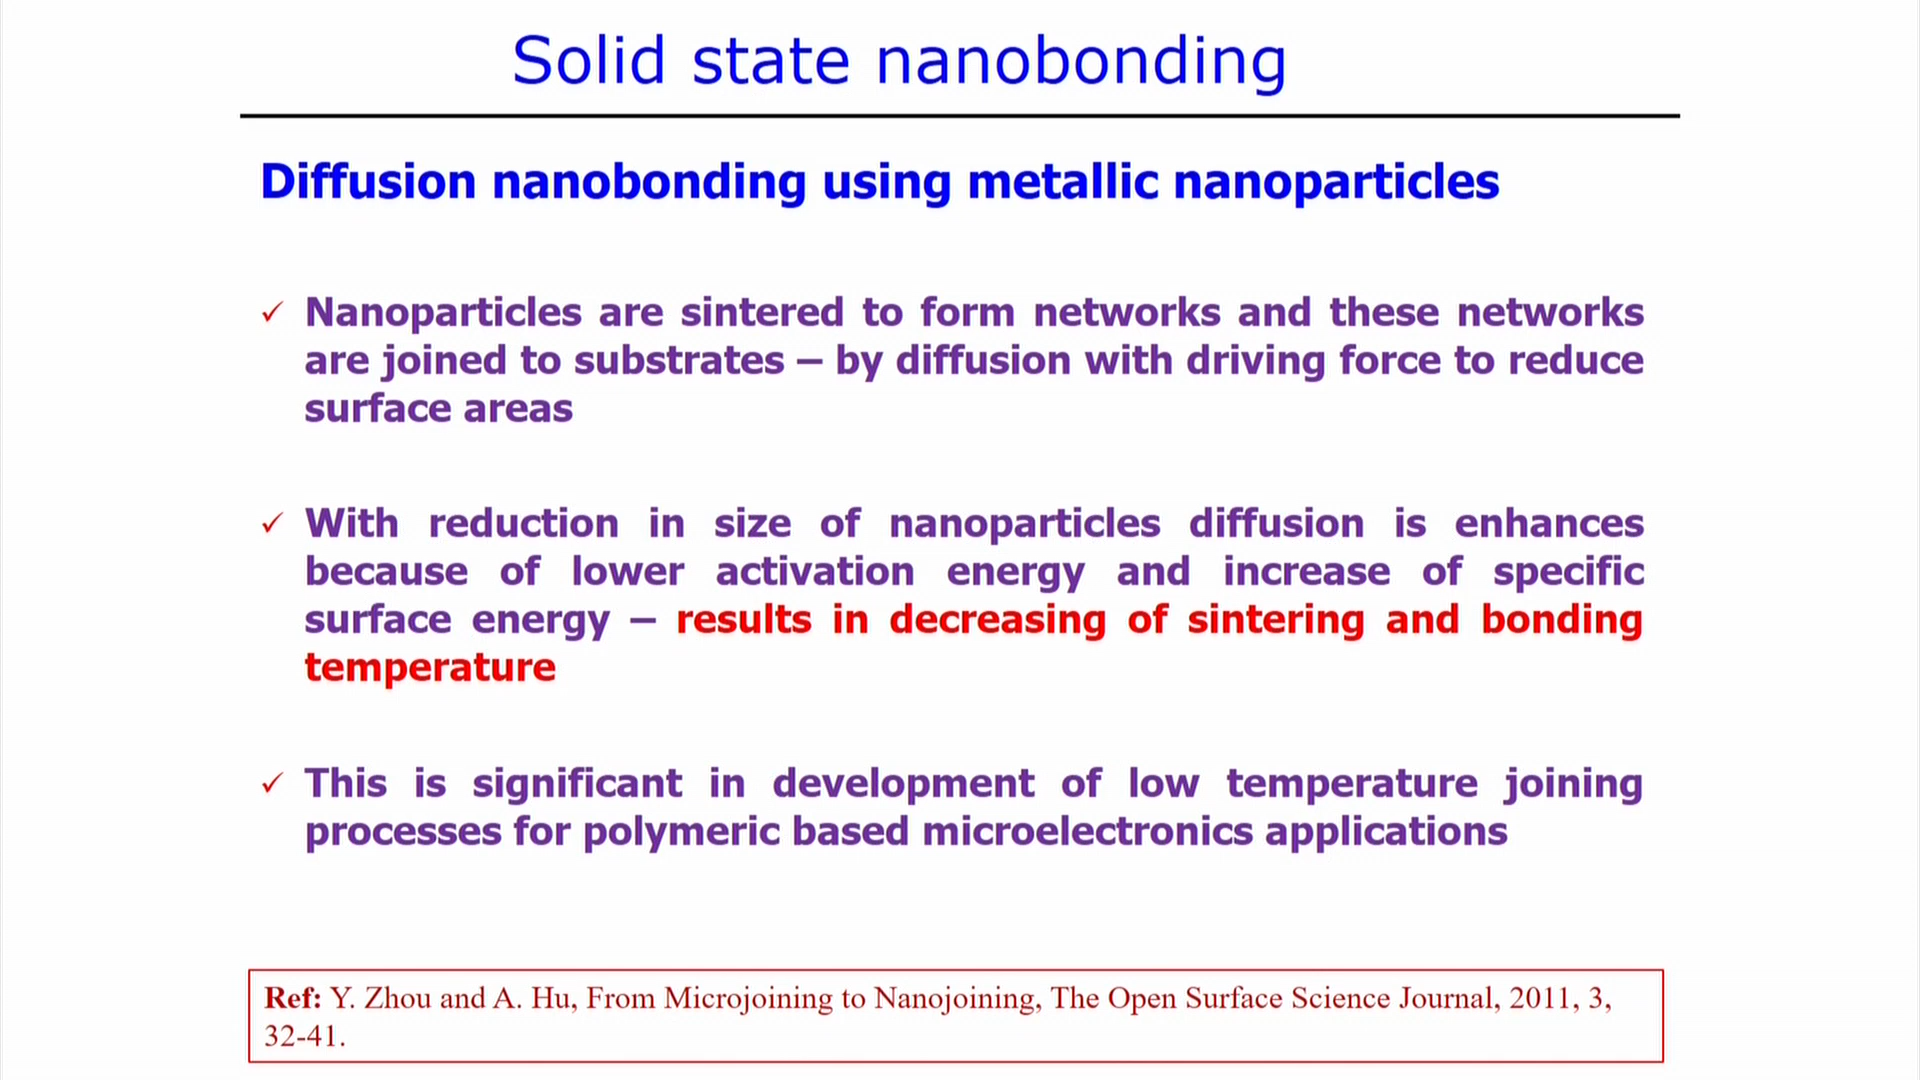 Solid state nanobonding
Diffusion nanobonding using metallic nanoparticles
✓ Nanoparticles are sintered to form networks and these networks
are joined to substrates – by diffusion with driving force to reduce
surface areas
✓ With reduction in size of nanoparticles diffusion is enhances
because of lower activation energy and increase of specific
surface energy – results in decreasing of sintering and bonding
temperature
✓ This is significant in development of low temperature joining
processes for polymeric based microelectronics applications
Ref: Y. Zhou and A. Hu, From Microjoining to Nanojoining, The Open Surface Science Journal, 2011, 3,
32-41.